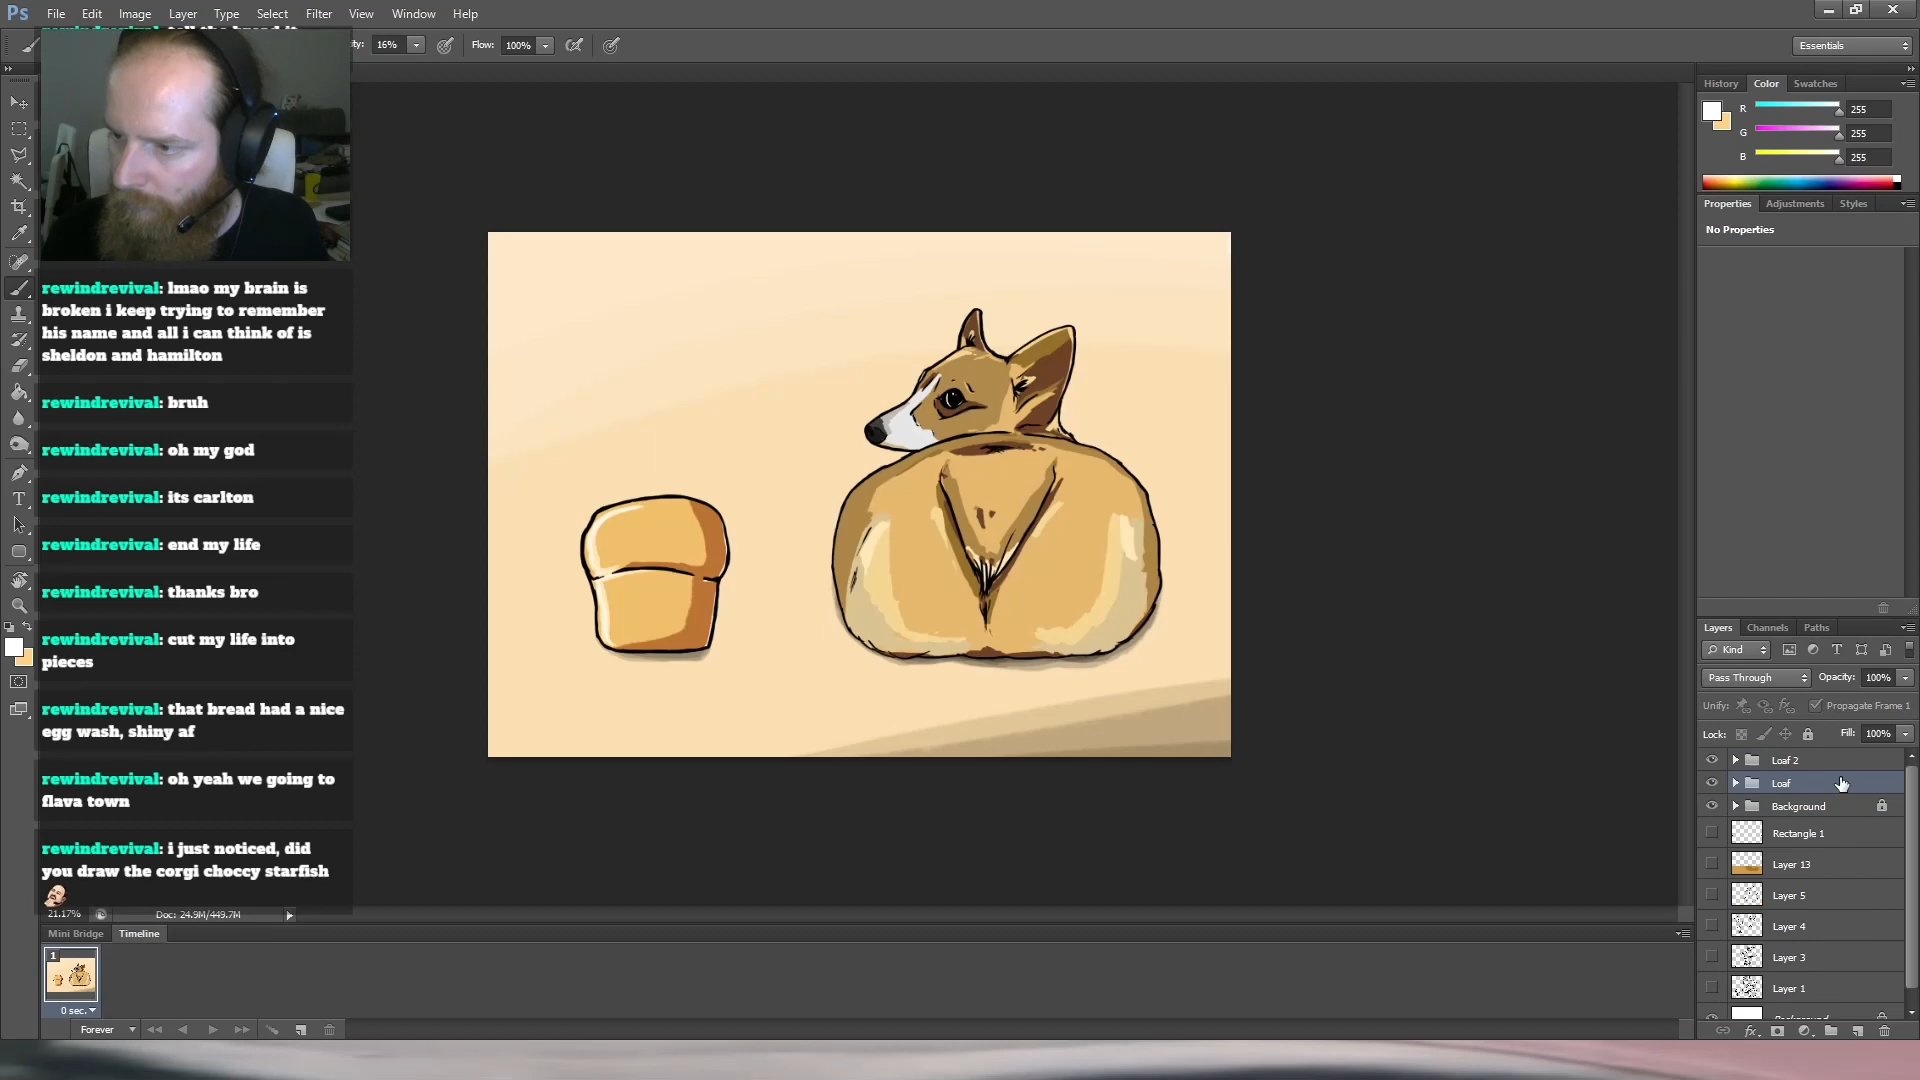 Ps File Edit Image Layer Type Select Filter View Window Help
16% Flow: 100% Essentials
History Color Swatches
R 255
G 255
B 255
Properties Adjustments Styles
No Properties
rewindrevival: lmao my brain is
broken i keep trying to remember
his name and all i can think of is
sheldon and hamilton
rewindrevival: bruh
rewindrevival: oh my god
rewindrevival: its carlton
rewindrevival: end my life
rewindrevival: thanks bro
rewindrevival: cut my life into
pieces
rewindrevival: that bread had a nice
egg wash, shiny af
rewindrevival: oh yeah we going to
flava town
rewindrevival: i just noticed, did
you draw the corgi choccy starfish
21.17% Doc: 24.9M/449.7M
Mini Bridge Timeline
1
0 sec.
Forever
Layers Channels Paths
Kind
Pass Through Opacity: 100%
Unify: Propagate Frame 1
Lock: Fill: 100%
Loaf 2
Loaf
Background
Rectangle 1
Layer 13
Layer 5
Layer 4
Layer 3
Layer 1